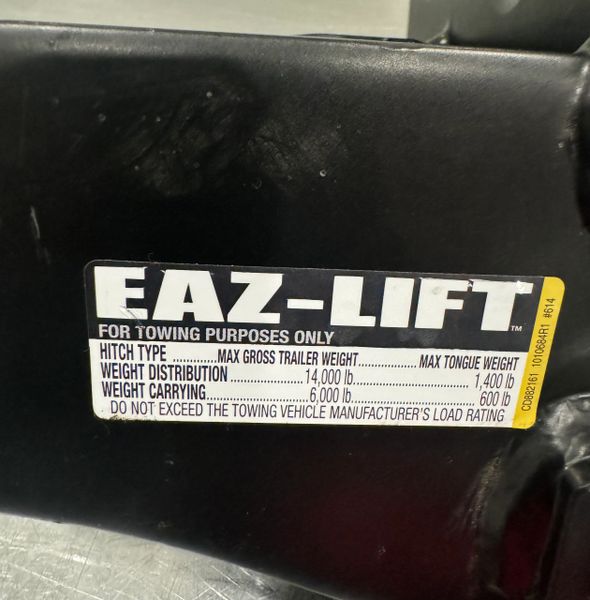 EAZ-LIFT™
FOR TOWING PURPOSES ONLY
HITCH TYPE ..........MAX GROSS TRAILER WEIGHT.............. MAX TONGUE WEIGHT
WEIGHT DISTRIBUTION.................14,000 lb.............................. 1,400 lb
WEIGHT CARRYING.......................6,000 lb................................. 600 lb
DO NOT EXCEED THE TOWING VEHICLE MANUFACTURER'S LOAD RATING
CD882161 1010684R1 #614